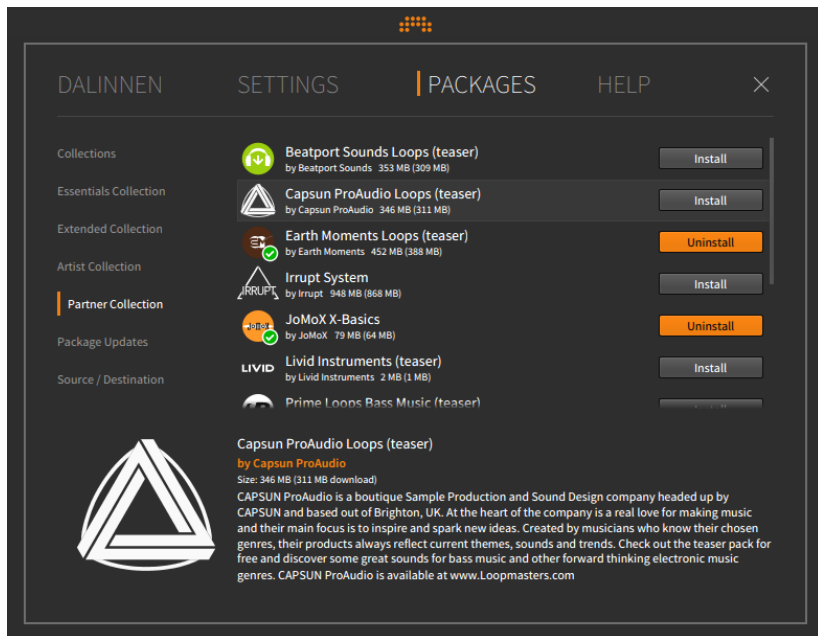 DALINNEN SETTINGS PACKAGES HELP
Collections
Essentials Collection
Extended Collection
Artist Collection
Partner Collection
Package Updates
Source / Destination
Beatport Sounds Loops (teaser)
by Beatport Sounds 353 MB (309 MB)
Install
Capsun ProAudio Loops (teaser)
by Capsun ProAudio 346 MB (311 MB)
Install
Earth Moments Loops (teaser)
by Earth Moments 452 MB (388 MB)
Uninstall
IRRUPT
Irrupt System
by Irrupt 948 MB (868 MB)
Install
JOMOX
JoMoX X-Basics
by JoMoX 79 MB (64 MB)
Uninstall
LIVID
Livid Instruments (teaser)
by Livid Instruments 2 MB (1 MB)
Install
Prime Loops Bass Music (teaser)
Capsun ProAudio Loops (teaser)
by Capsun ProAudio
Size: 346 MB (311 MB download)
CAPSUN ProAudio is a boutique Sample Production and Sound Design company headed up by
CAPSUN and based out of Brighton, UK. At the heart of the company is a real love for making music
and their main focus is to inspire and spark new ideas. Created by musicians who know their chosen
genres, their products always reflect current themes, sounds and trends. Check out the teaser pack for
free and discover some great sounds for bass music and other forward thinking electronic music
genres. CAPSUN ProAudio is available at www.Loopmasters.com